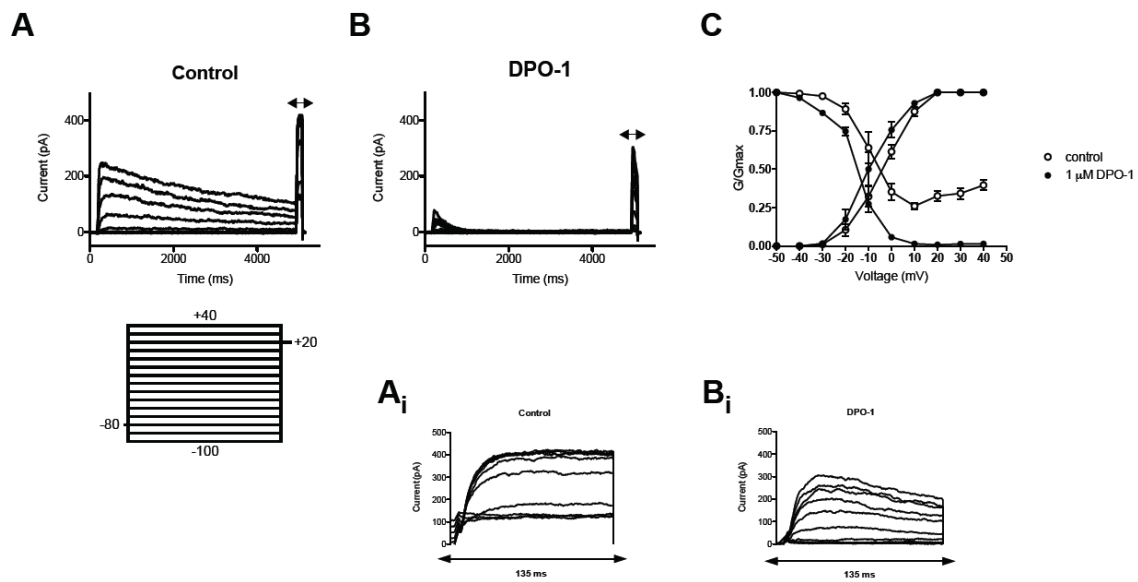 A
Control
Current (pA)
400
200
0
0
2000
4000
Time (ms)
B
DPO-1
Current (pA)
400
200
0
0
2000
4000
Time (ms)
C
G/Gmax
1.00
0.75
0.50
0.25
0.00
-50 -40 -30 -20 -10 0 10 20 30 40 50
Voltage (mV)
control
1 µM DPO-1
+40
+20
-80
-100
Ai
Control
Current(pA)
500
400
300
200
100
0
135 ms
Bi
DPO-1
Current(pA)
500
400
300
200
100
0
135 ms